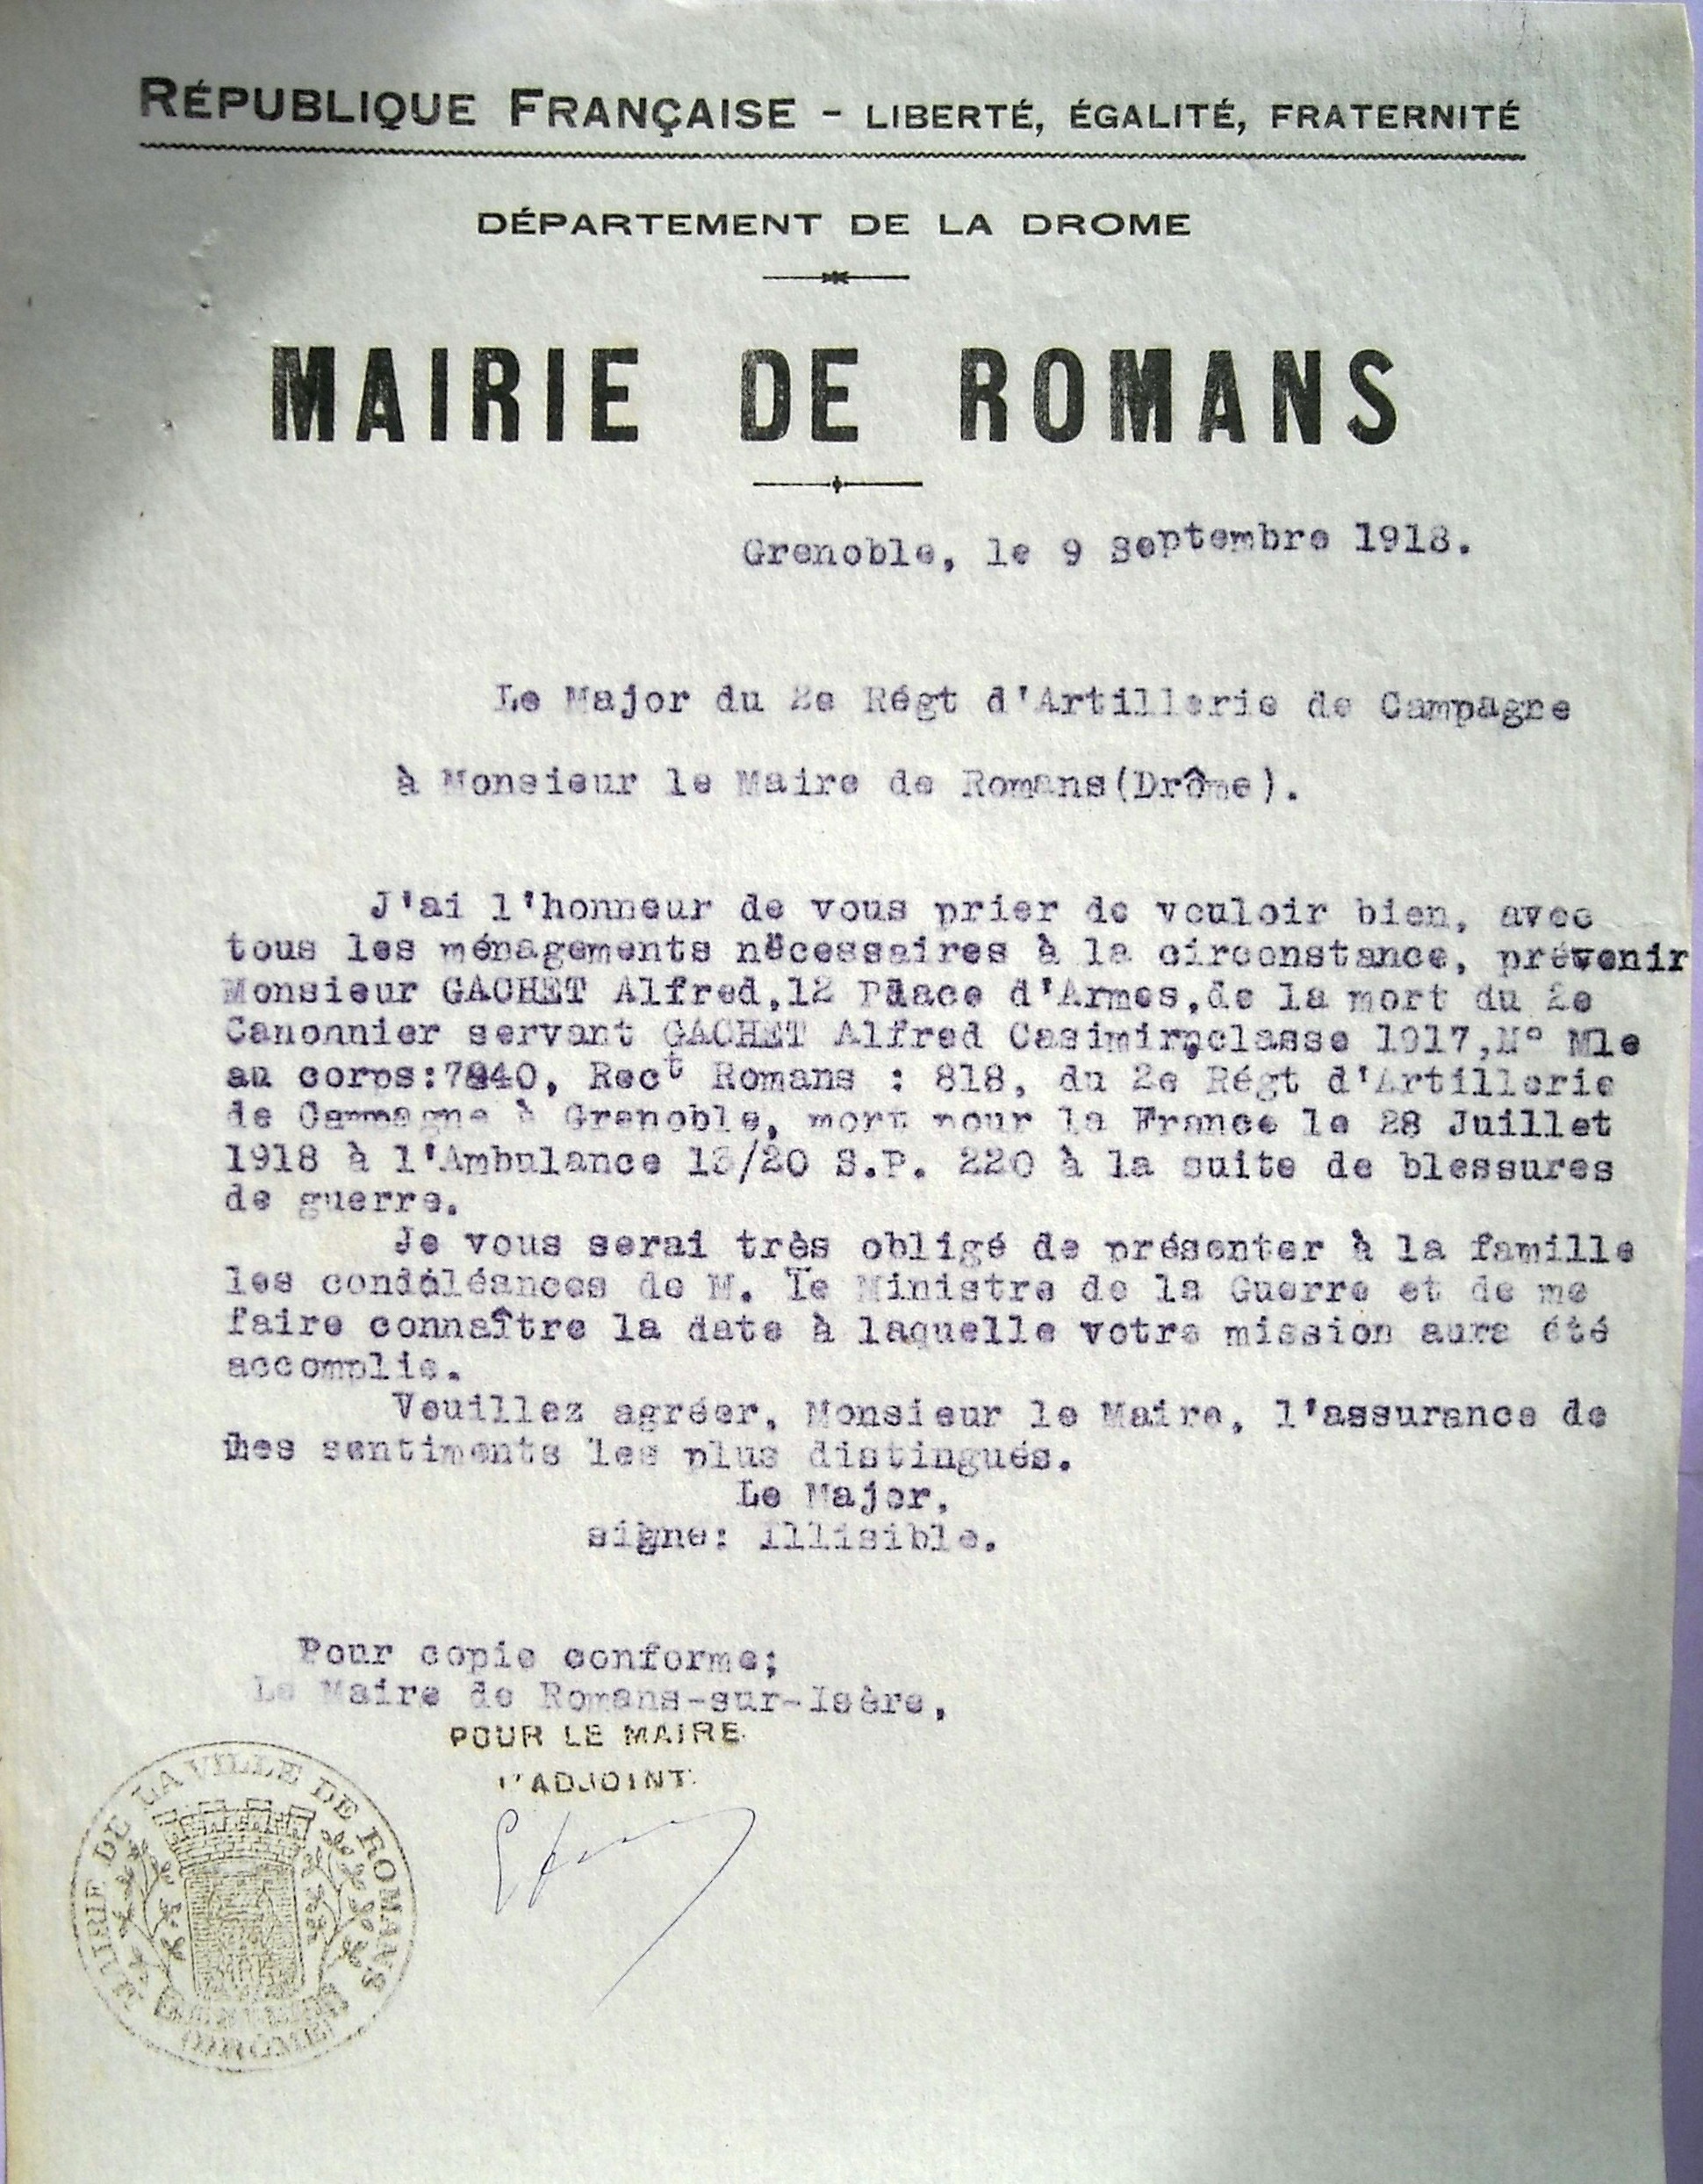 RÉPUBLIQUE FRANÇAISE - LIBERTÉ, ÉGALITÉ, FRATERNITÉ
DÉPARTEMENT DE LA DROME
MAIRIE DE ROMANS
Grenoble, le 9 Septembre 1918.
Le Major du 2e Régt d'Artillerie de Campagne
à Monsieur le Maire de Romans(Drôme).
J'ai l'honneur de vous prier de vouloir bien, avec
tous les ménagements nécessaires à la circonstance, prévenir
Monsieur GACHET Alfred,12 Place d'Armes,de la mort du 2e
Canonnier servant GACHET Alfred Casimir,classe 1917,N° Mle
au corps: Rect Romans : 818, du 2e Régt d'Artillerie
de Campagne à Grenoble, mort pour la France le 28 Juillet
1918 à l'Ambulance 13/20 S.P. 220 à la suite de blessures
de guerre.
Je vous serai très obligé de présenter à la famille
les condoléances de M. le Ministre de la Guerre et de me
faire connaître la date à laquelle votre mission aura été
accomplie.
Veuillez agréer, Monsieur le Maire, l'assurance de
mes sentiments les plus distingués.
Le Major,
signé: Illisible.
Pour copie conforme;
Le Maire de Romans-sur-Isère,
POUR LE MAIRE
L'ADJOINT
MAIRIE DE LA VILLE DE ROMANS
(DROME)